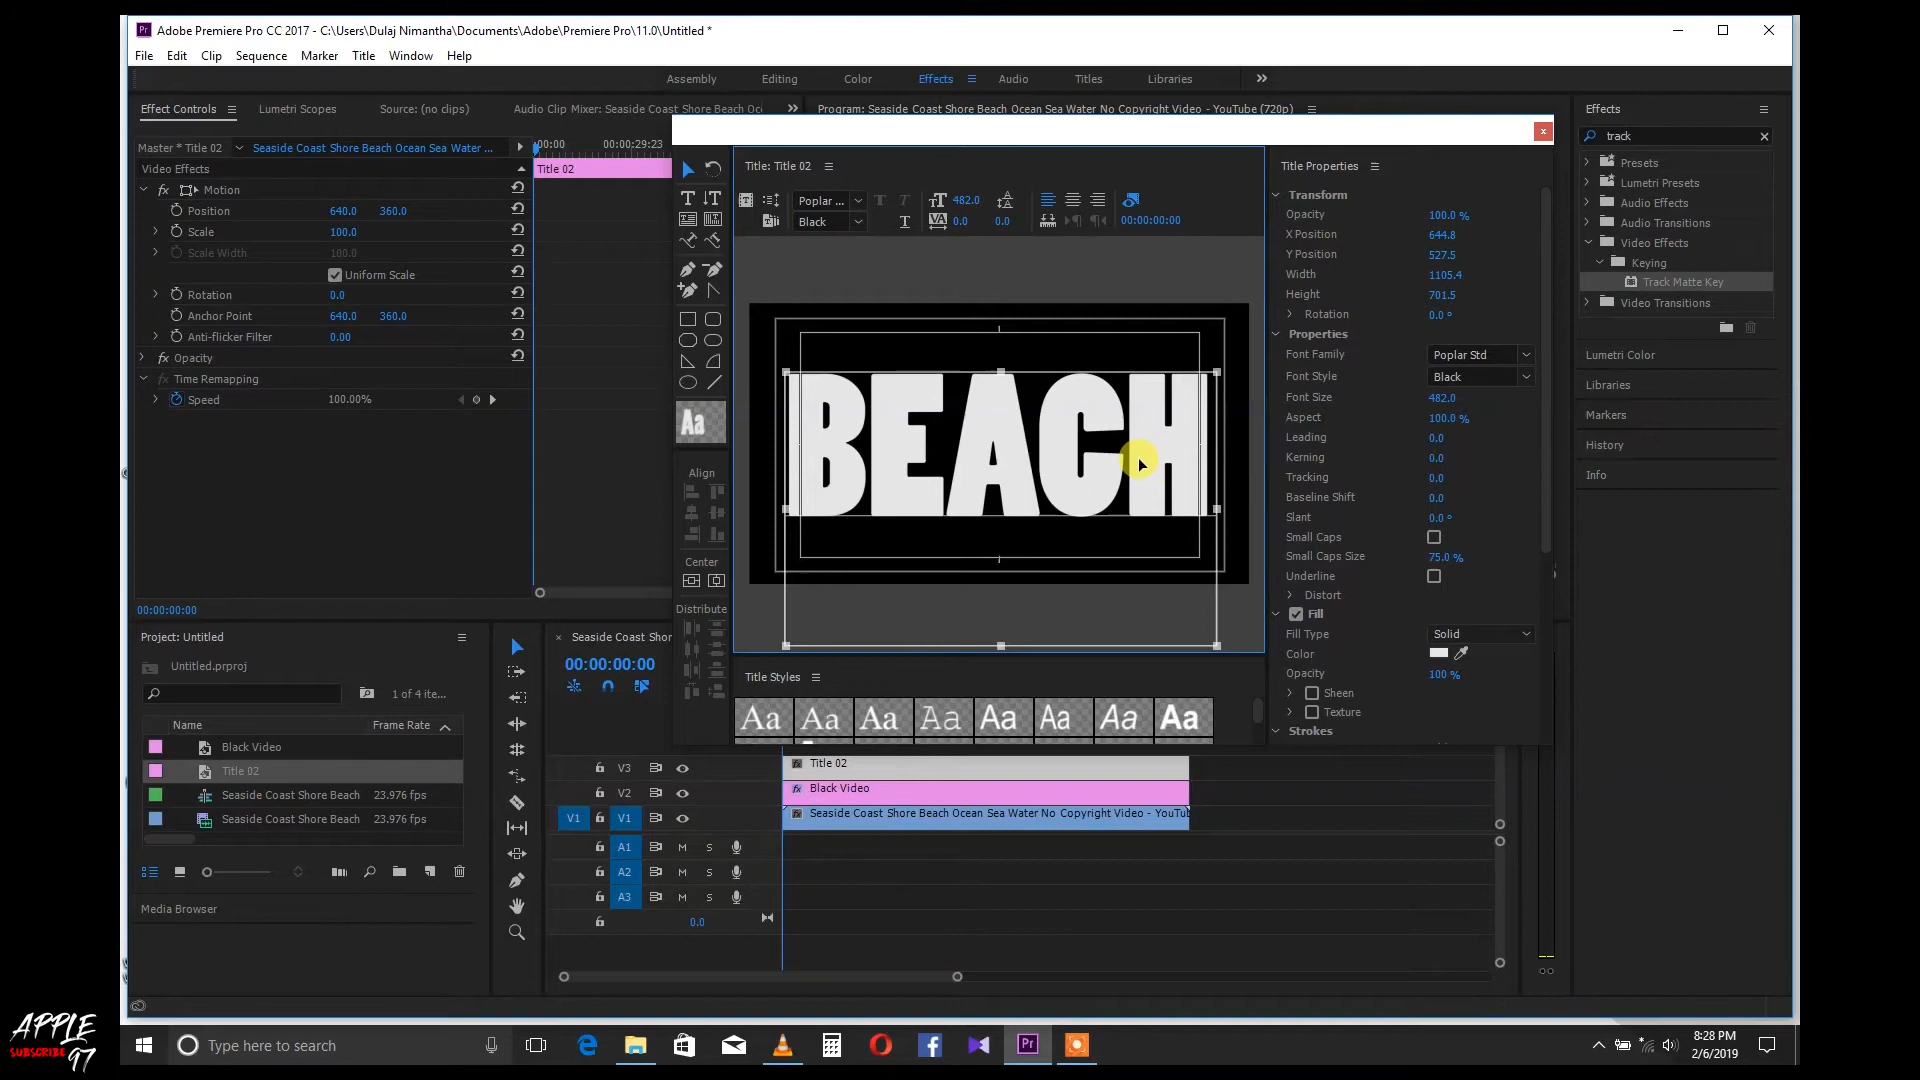 Adobe Premiere Pro CC 2017 - C:\Users\Dulaj Nimantha\Documents\Adobe\Premiere Pro\11.0\Untitled *
File Edit Clip Sequence Marker Title Window Help
Assembly Editing Color Effects Audio Titles Libraries
Effect Controls Lumetri Scopes Source: (no clips) Audio Clip Mixer: Seaside Coast Shore Beach Oc
Program: Seaside Coast Shore Beach Ocean Sea Water No Copyright Video - YouTube (720p)
Master * Title 02 Seaside Coast Shore Beach Ocean Sea Water ...
:00:00 00:00:29:23
Video Effects
Title 02
fx Motion
Position 640.0 360.0
Scale 100.0
Scale Width 100.0
Uniform Scale
Rotation 0.0
Anchor Point 640.0 360.0
Anti-flicker Filter 0.00
fx Opacity
fx Time Remapping
Speed 100.00%
00:00:00:00
Title: Title 02
Poplar ... 482.0
Black 0.0 0.0 00:00:00:00
Aa
Align
Center
Distribute
BEACH
Title Styles
Aa Aa Aa Aa Aa Aa Aa Aa
Title Properties
Transform
Opacity 100.0 %
X Position 644.8
Y Position 527.5
Width 1105.4
Height 701.5
Rotation 0.0 °
Properties
Font Family Poplar Std
Font Style Black
Font Size 482.0
Aspect 100.0 %
Leading 0.0
Kerning 0.0
Tracking 0.0
Baseline Shift 0.0
Slant 0.0 °
Small Caps
Small Caps Size 75.0 %
Underline
Distort
Fill
Fill Type Solid
Color
Opacity 100 %
Sheen
Texture
Strokes
Effects
track
Presets
Lumetri Presets
Audio Effects
Audio Transitions
Video Effects
Keying
Track Matte Key
Video Transitions
Lumetri Color
Libraries
Markers
History
Info
Project: Untitled
Untitled.prproj
1 of 4 ite...
Name Frame Rate
Black Video
Title 02
Seaside Coast Shore Beach 23.976 fps
Seaside Coast Shore Beach 23.976 fps
Media Browser
× Seaside Coast Shor
00:00:00:00
V3 Title 02
V2 Black Video
V1 V1 Seaside Coast Shore Beach Ocean Sea Water No Copyright Video - YouTub
A1 M S
A2 M S
A3 M S
0.0
APPLE
SUBSCRIBE 97
Type here to search
8:28 PM
2/6/2019